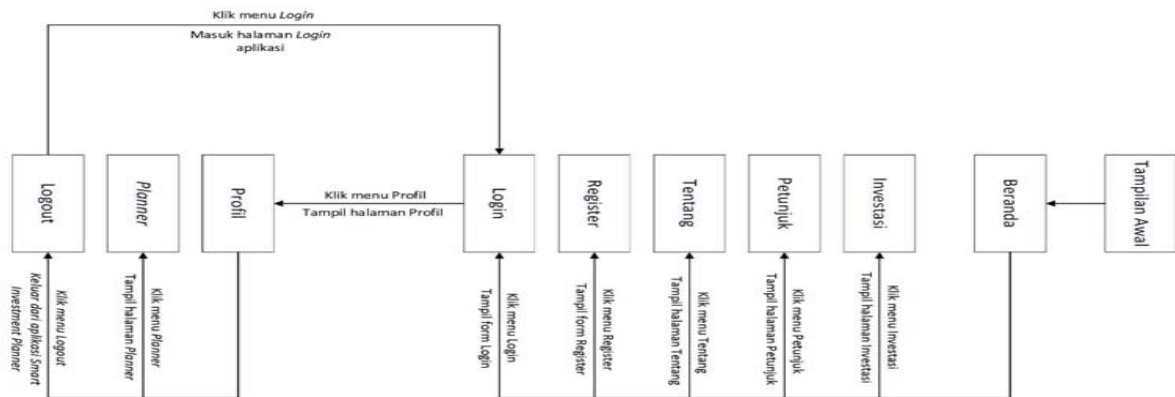 Klik menu Login
Masuk halaman Login
aplikasi
Logout
Planner
Profil
Klik menu Profil
Tampil halaman Profil
Login
Register
Tentang
Petunjuk
Investasi
Beranda
Tampilan Awal
Klik menu Logout
Keluar dari aplikasi Smart
Investment Planner
Klik menu Planner
Tampil halaman Planner
Klik menu Login
Tampil form Login
Klik menu Register
Tampil form Register
Klik menu Tentang
Tampil halaman Tentang
Klik menu Petunjuk
Tampil halaman Petunjuk
Klik menu Investasi
Tampil halaman Investasi